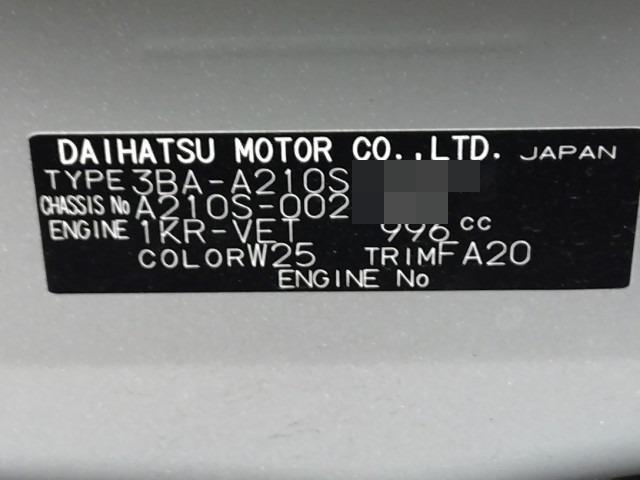 DAIHATSU MOTOR CO.,LTD. JAPAN
TYPE 3BA-A210S
CHASSIS No A210S-002
ENGINE 1KR-VET 996 cc
COLOR W25 TRIM FA20
ENGINE No